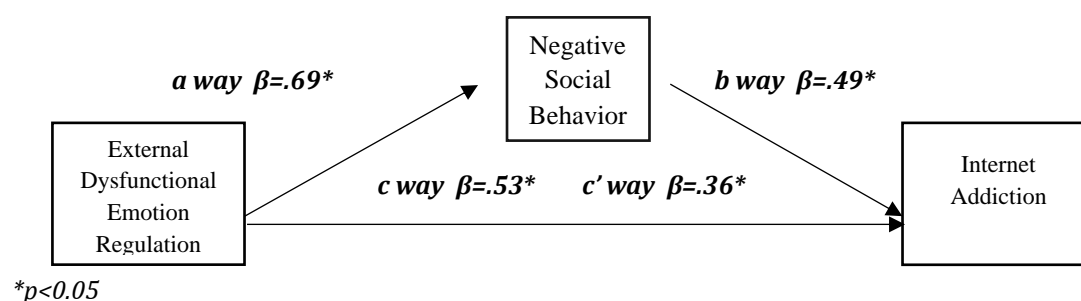 Negative
Social
Behavior
a way β=.69*
b way β=.49*
External
Dysfunctional
Emotion
Regulation
c way β=.53*
c’ way β=.36*
Internet
Addiction
*p<0.05